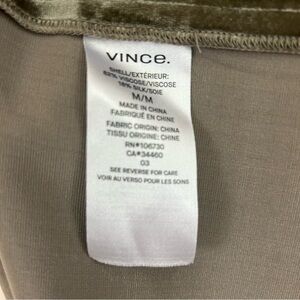 VINCE.
SHELL/EXTÉRIEUR:
82% VISCOSE/VISCOSE
18% SILK/SOIE
M/M
MADE IN CHINA
FABRIQUÉ EN CHINE
FABRIC ORIGIN: CHINA
TISSU ORIGINE: CHINE
RN#106730
CA#34460
03
SEE REVERSE FOR CARE
VOIR AU VERSO POUR LES SOINS